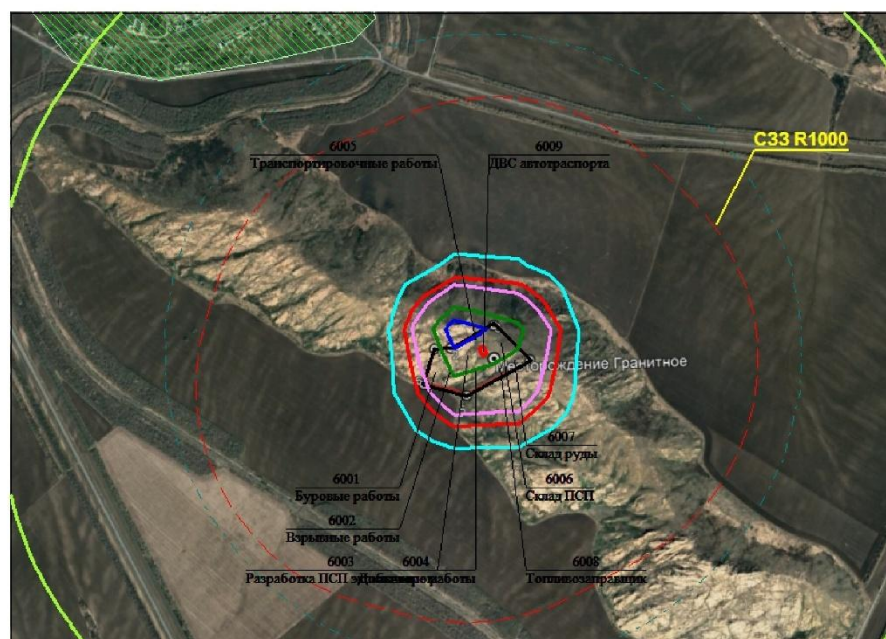 6005
Транспортировочные работы
6009
ДВС автотраспорта
С33 R1000
Месторождение Гранитное
6007
Склад руды
6001
Буровые работы
6006
Склад ПСП
6002
Взрывные работы
6003
Разработка ПСП
6004
работы
6008
Топливозаправщик